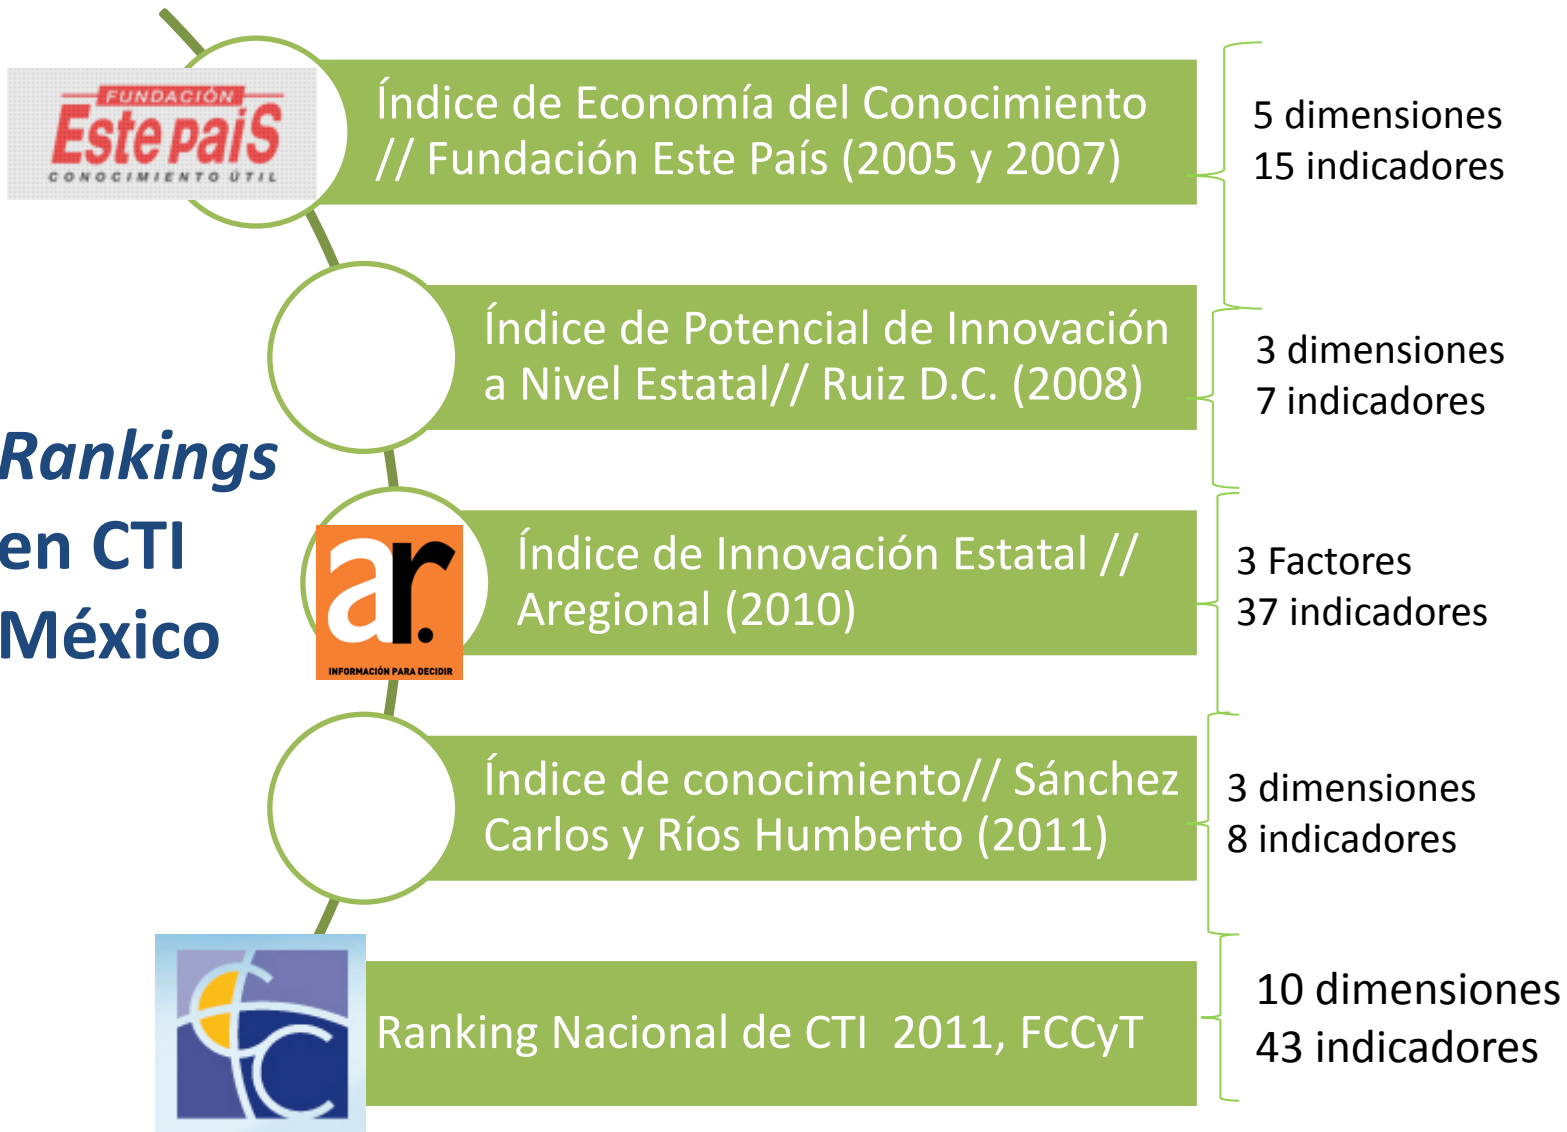 FUNDACIÓN
Este paiS
CONOCIMIENTO ÚTIL
Índice de Economía del Conocimiento
// Fundación Este País (2005 y 2007)
5 dimensiones
15 indicadores
Índice de Potencial de Innovación
a Nivel Estatal// Ruiz D.C. (2008)
3 dimensiones
7 indicadores
Rankings
en CTI
México
ar.
INFORMACIÓN PARA DECIDIR
Índice de Innovación Estatal //
Aregional (2010)
3 Factores
37 indicadores
Índice de conocimiento// Sánchez
Carlos y Ríos Humberto (2011)
3 dimensiones
8 indicadores
Ranking Nacional de CTI  2011, FCCyT
10 dimensiones
43 indicadores